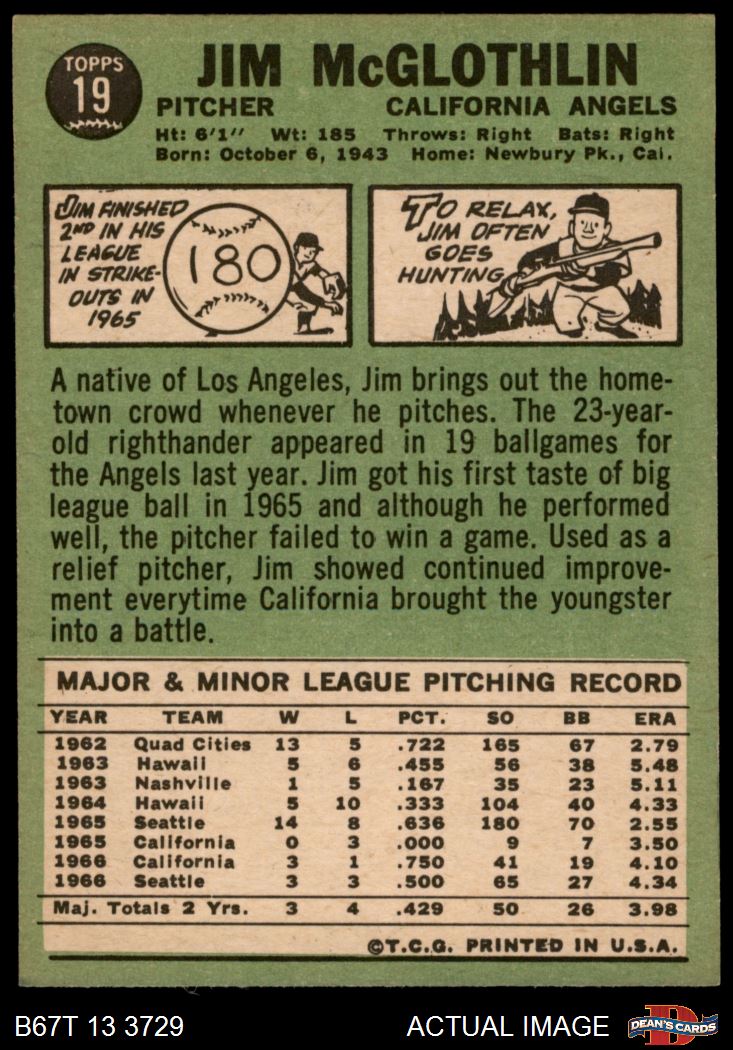 TOPPS
19
JIM McGLOTHLIN
PITCHER CALIFORNIA ANGELS
Ht: 6'1" Wt: 185 Throws: Right Bats: Right
Born: October 6, 1943 Home: Newbury Pk., Cal.
JIM FINISHED
2ND IN HIS
LEAGUE
IN STRIKE-
OUTS IN
1965
180
TO RELAX,
JIM OFTEN
GOES
HUNTING
A native of Los Angeles, Jim brings out the home-
town crowd whenever he pitches. The 23-year-
old righthander appeared in 19 ballgames for
the Angels last year. Jim got his first taste of big
league ball in 1965 and although he performed
well, the pitcher failed to win a game. Used as a
relief pitcher, Jim showed continued improve-
ment everytime California brought the youngster
into a battle.
MAJOR & MINOR LEAGUE PITCHING RECORD
YEAR TEAM W L PCT. SO BB ERA
1962 Quad Cities 13 5 .722 165 67 2.79
1963 Hawaii 5 6 .455 56 38 5.48
1963 Nashville 1 5 .167 35 23 5.11
1964 Hawaii 5 10 .333 104 40 4.33
1965 Seattle 14 8 .636 180 70 2.55
1965 California 0 3 .000 9 7 3.50
1966 California 3 1 .750 41 19 4.10
1966 Seattle 3 3 .500 65 27 4.34
Maj. Totals 2 Yrs. 3 4 .429 50 26 3.98
©T.C.G. PRINTED IN U.S.A.
B67T 13 3729 ACTUAL IMAGE
DEAN'S CARDS